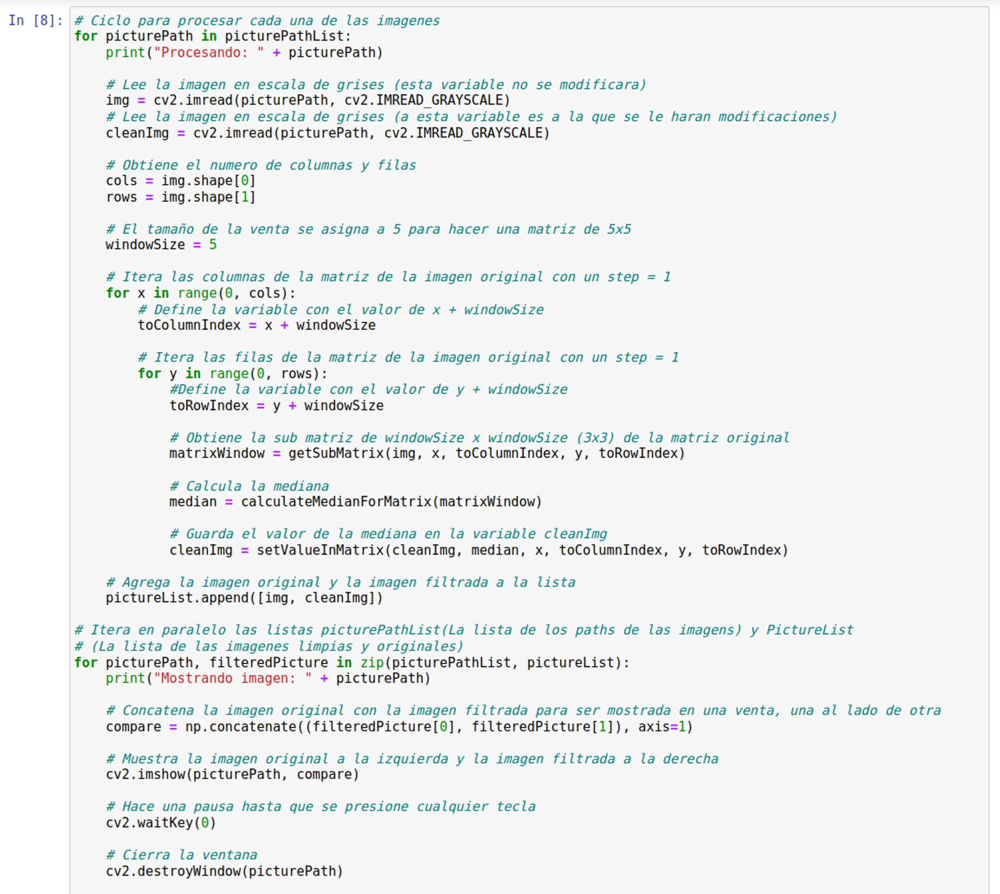 In [8]:
# Ciclo para procesar cada una de las imagenes
for picturePath in picturePathList:
    print("Procesando: " + picturePath)

    # Lee la imagen en escala de grises (esta variable no se modificara)
    img = cv2.imread(picturePath, cv2.IMREAD_GRAYSCALE)
    # Lee la imagen en escala de grises (a esta variable es a la que se le haran modificaciones)
    cleanImg = cv2.imread(picturePath, cv2.IMREAD_GRAYSCALE)

    # Obtiene el numero de columnas y filas
    cols = img.shape[0]
    rows = img.shape[1]

    # El tamaño de la venta se asigna a 5 para hacer una matriz de 5x5
    windowSize = 5

    # Itera las columnas de la matriz de la imagen original con un step = 1
    for x in range(0, cols):
        # Define la variable con el valor de x + windowSize
        toColumnIndex = x + windowSize

        # Itera las filas de la matriz de la imagen original con un step = 1
        for y in range(0, rows):
            #Define la variable con el valor de y + windowSize
            toRowIndex = y + windowSize

            # Obtiene la sub matriz de windowSize x windowSize (3x3) de la matriz original
            matrixWindow = getSubMatrix(img, x, toColumnIndex, y, toRowIndex)

            # Calcula la mediana
            median = calculateMedianForMatrix(matrixWindow)

            # Guarda el valor de la mediana en la variable cleanImg
            cleanImg = setValueInMatrix(cleanImg, median, x, toColumnIndex, y, toRowIndex)

    # Agrega la imagen original y la imagen filtrada a la lista
    pictureList.append([img, cleanImg])

# Itera en paralelo las listas picturePathList(La lista de los paths de las imagens) y PictureList
# (La lista de las imagenes limpias y originales)
for picturePath, filteredPicture in zip(picturePathList, pictureList):
    print("Mostrando imagen: " + picturePath)

    # Concatena la imagen original con la imagen filtrada para ser mostrada en una venta, una al lado de otra
    compare = np.concatenate((filteredPicture[0], filteredPicture[1]), axis=1)

    # Muestra la imagen original a la izquierda y la imagen filtrada a la derecha
    cv2.imshow(picturePath, compare)

    # Hace una pausa hasta que se presione cualquier tecla
    cv2.waitKey(0)

    # Cierra la ventana
    cv2.destroyWindow(picturePath)